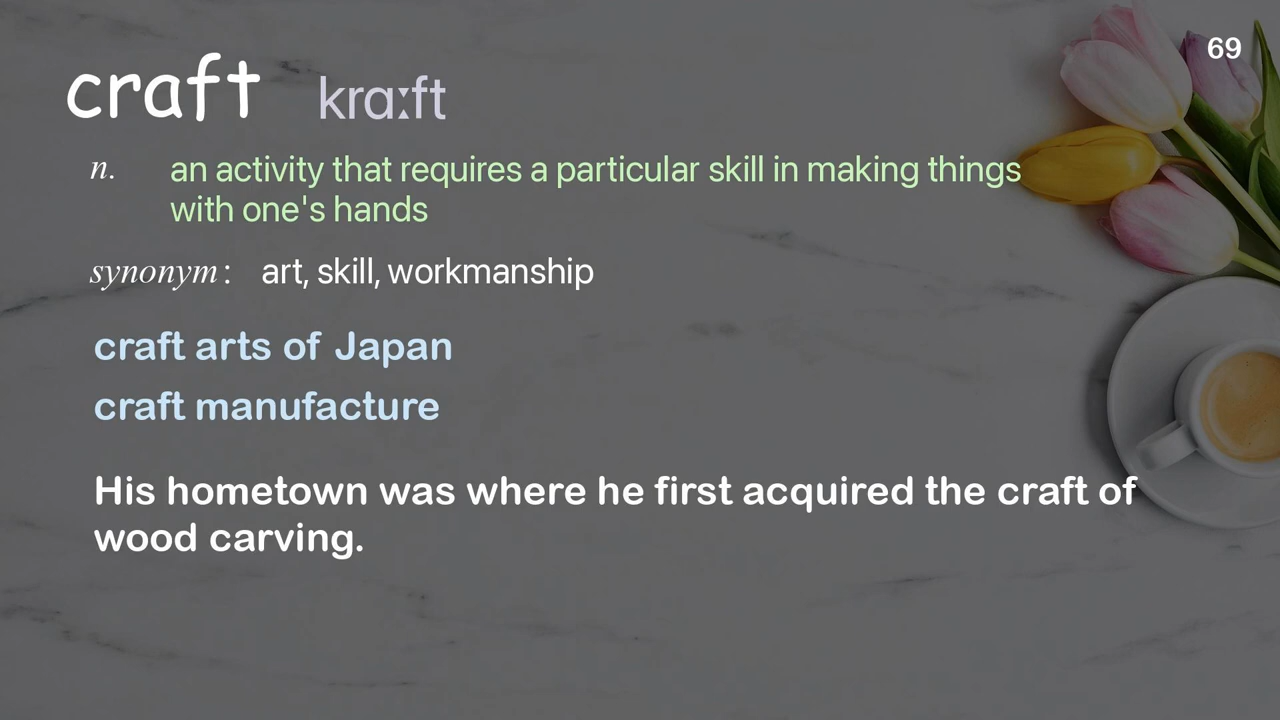 69
craft krɑːft
n. an activity that requires a particular skill in making things
with one's hands
synonym : art, skill, workmanship
craft arts of Japan
craft manufacture
His hometown was where he first acquired the craft of
wood carving.